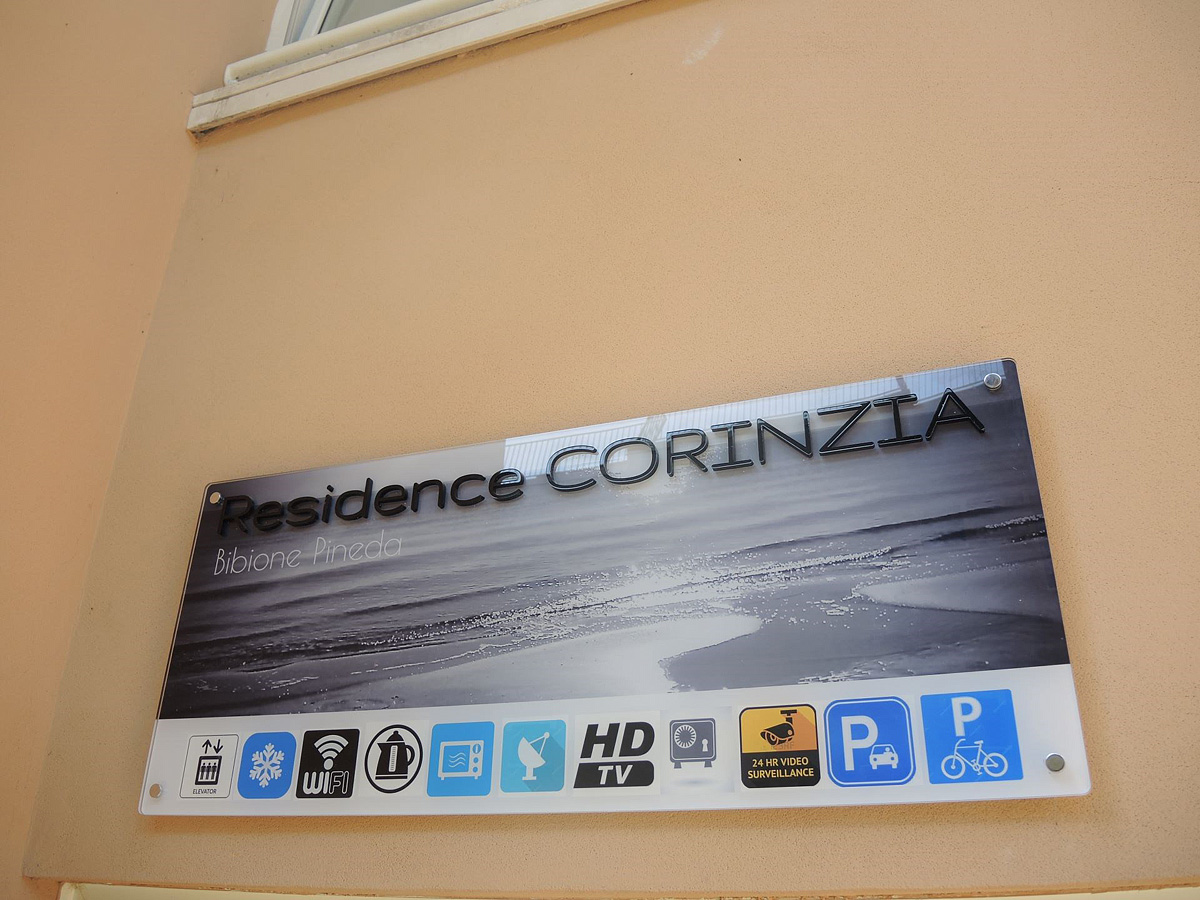 Residence CORINZIA
Bibione Pineda
ELEVATOR
WiFi
HD
TV
24 HR VIDEO
SURVEILLANCE
P
P